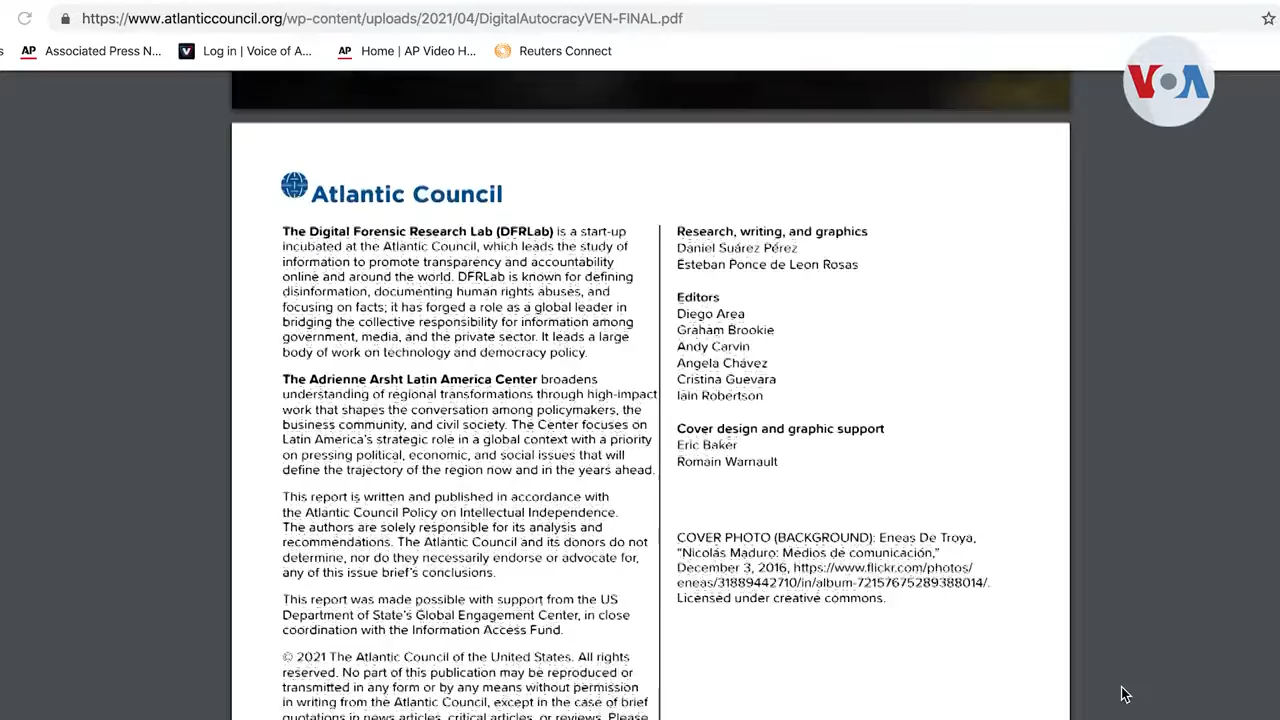 https://www.atlanticcouncil.org/wp-content/uploads/2021/04/DigitalAutocracyVEN-FINAL.pdf
s AP Associated Press N... V Log in | Voice of A... AP Home | AP Video H... Reuters Connect
VOA
Atlantic Council
The Digital Forensic Research Lab (DFRLab) is a start-up
incubated at the Atlantic Council, which leads the study of
information to promote transparency and accountability
online and around the world. DFRLab is known for defining
disinformation, documenting human rights abuses, and
focusing on facts; it has forged a role as a global leader in
bridging the collective responsibility for information among
government, media, and the private sector. It leads a large
body of work on technology and democracy policy.
The Adrienne Arsht Latin America Center broadens
understanding of regional transformations through high-impact
work that shapes the conversation among policymakers, the
business community, and civil society. The Center focuses on
Latin America's strategic role in a global context with a priority
on pressing political, economic, and social issues that will
define the trajectory of the region now and in the years ahead.
This report is written and published in accordance with
the Atlantic Council Policy on Intellectual Independence.
The authors are solely responsible for its analysis and
recommendations. The Atlantic Council and its donors do not
determine, nor do they necessarily endorse or advocate for,
any of this issue brief's conclusions.
This report was made possible with support from the US
Department of State's Global Engagement Center, in close
coordination with the Information Access Fund.
© 2021 The Atlantic Council of the United States. All rights
reserved. No part of this publication may be reproduced or
transmitted in any form or by any means without permission
in writing from the Atlantic Council, except in the case of brief
quotations in news articles, critical articles, or reviews. Please
Research, writing, and graphics
Daniel Suárez Pérez
Esteban Ponce de Leon Rosas
Editors
Diego Area
Graham Brookie
Andy Carvin
Angela Chávez
Cristina Guevara
Iain Robertson
Cover design and graphic support
Eric Baker
Romain Warnault
COVER PHOTO (BACKGROUND): Eneas De Troya,
"Nicolás Maduro: Medios de comunicación,"
December 3, 2016, https://www.flickr.com/photos/
eneas/31889442710/in/album-72157675289388014/.
Licensed under creative commons.